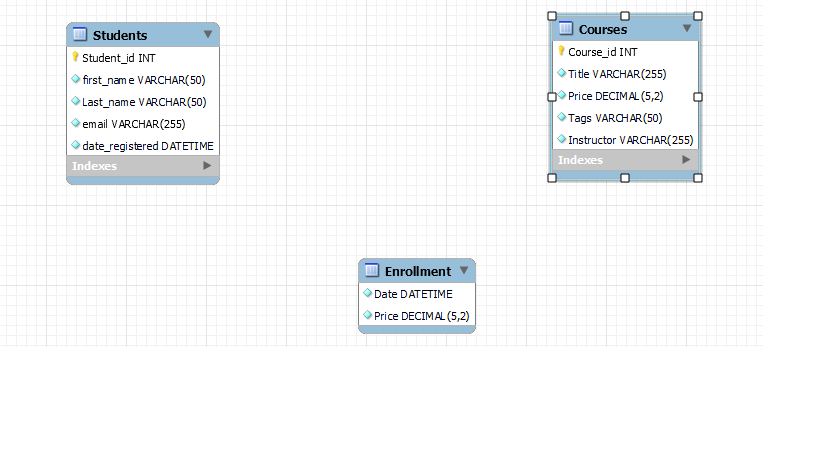 Students
Student_id INT
first_name VARCHAR(50)
Last_name VARCHAR(50)
email VARCHAR(255)
date_registered DATETIME
Indexes
Courses
Course_id INT
Title VARCHAR(255)
Price DECIMAL(5,2)
Tags VARCHAR(50)
Instructor VARCHAR(255)
Indexes
Enrollment
Date DATETIME
Price DECIMAL(5,2)